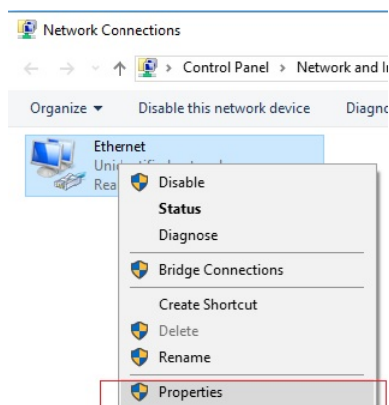 Network Connections
Control Panel > Network and I
Organize Disable this network device Diagno
Ethernet
Disable
Status
Diagnose
Bridge Connections
Create Shortcut
Delete
Rename
Properties